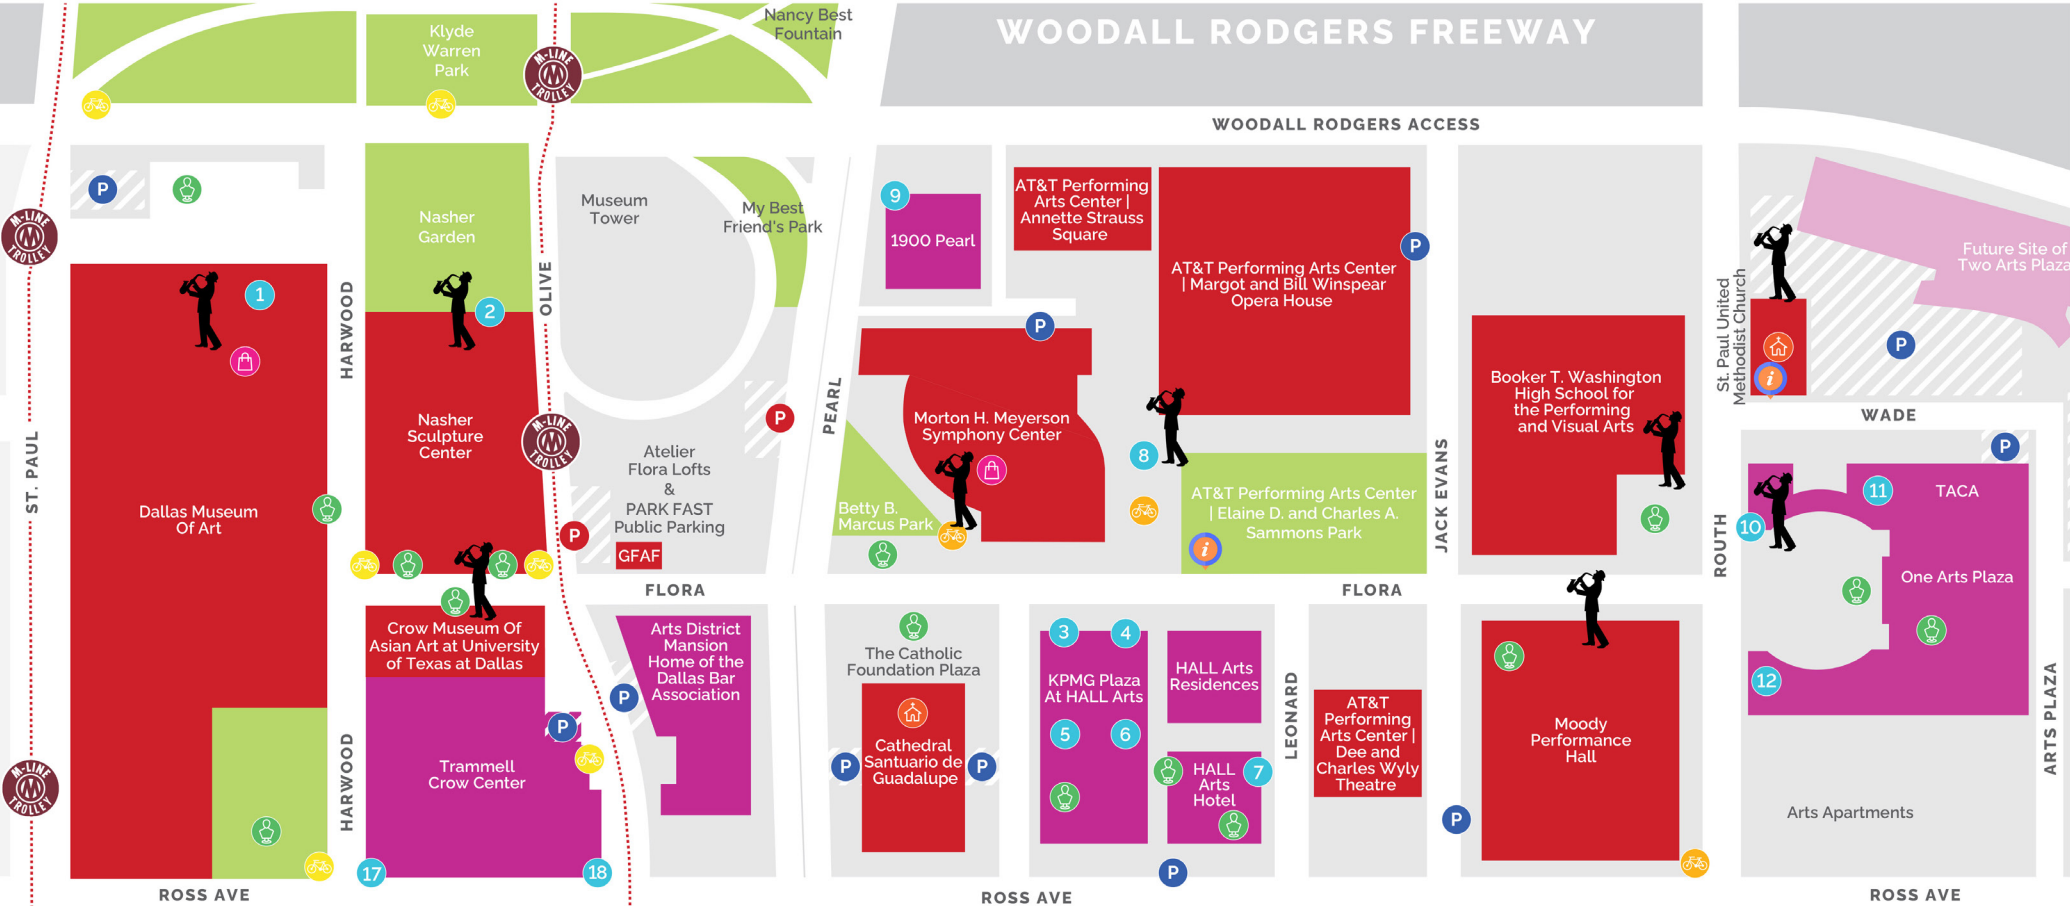 Nancy Best
Fountain
Klyde
Warren
Park
WOODALL RODGERS FREEWAY
M-LINE
TROLLEY
WOODALL RODGERS ACCESS
P
M-LINE
TROLLEY
Nasher
Garden
Museum
Tower
My Best
Friend's Park
9
1900 Pearl
AT&T Performing
Arts Center |
Annette Strauss
Square
AT&T Performing Arts Center
| Margot and Bill Winspear
Opera House
P
Future Site of
Two Arts Plaza
St. Paul United
Methodist Church
i
P
1
HARWOOD
2
OLIVE
P
PEARL
P
Morton H. Meyerson
Symphony Center
Booker T. Washington
High School for
the Performing
and Visual Arts
WADE
ST. PAUL
Dallas Museum
Of Art
Nasher
Sculpture
Center
M-LINE
TROLLEY
Atelier
Flora Lofts
&
PARK FAST
Public Parking
GFAF
P
Betty B.
Marcus Park
8
AT&T Performing Arts Center
| Elaine D. and Charles A.
Sammons Park
i
JACK EVANS
ROUTH
P
10
11
TACA
One Arts Plaza
12
FLORA
FLORA
Crow Museum Of
Asian Art at University
of Texas at Dallas
Arts District
Mansion
Home of the
Dallas Bar
Association
P
The Catholic
Foundation Plaza
Cathedral
Santuario de
Guadalupe
P
P
3
4
KPMG Plaza
At HALL Arts
5
6
HALL Arts
Residences
HALL
Arts
Hotel
7
LEONARD
AT&T
Performing
Arts Center |
Dee and
Charles Wyly
Theatre
P
Moody
Performance
Hall
ARTS PLAZA
Arts Apartments
M-LINE
TROLLEY
HARWOOD
Trammell
Crow Center
P
17
18
P
ROSS AVE
ROSS AVE
ROSS AVE